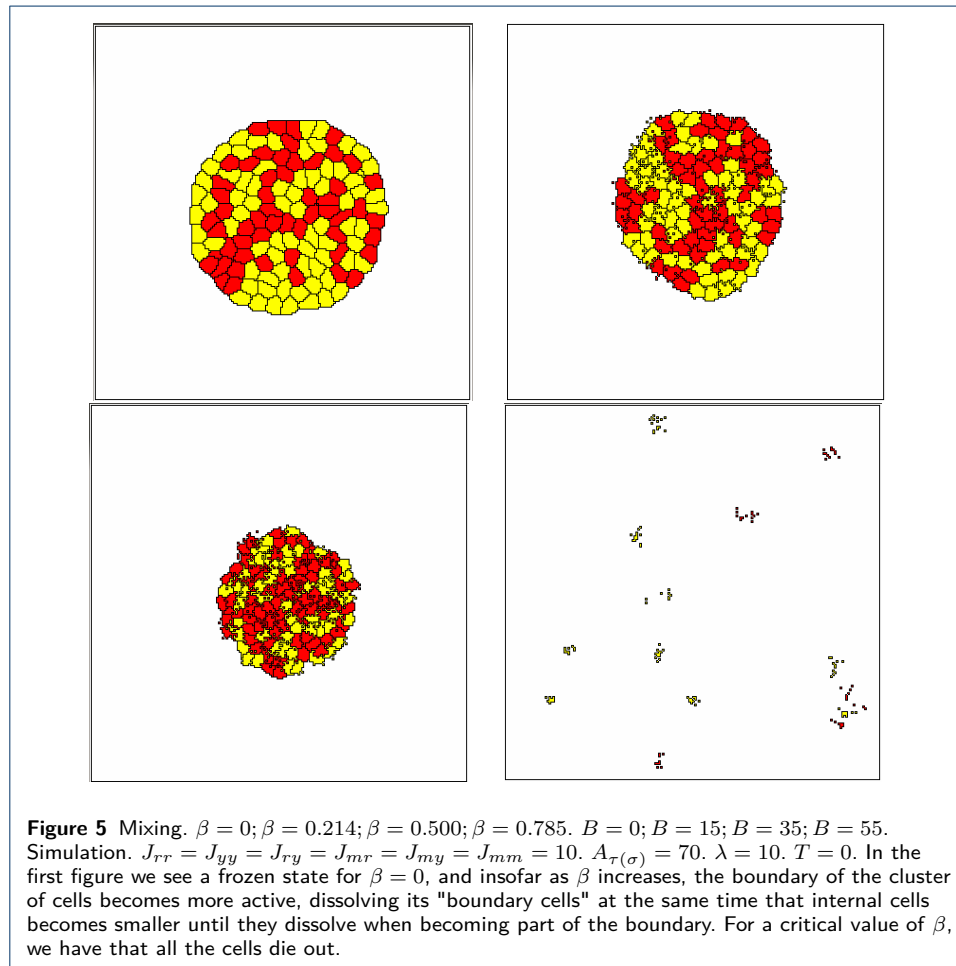 Figure 5 Mixing. β = 0; β = 0.214; β = 0.500; β = 0.785. B = 0; B = 15; B = 35; B = 55.
Simulation. J_rr = J_yy = J_ry = J_mr = J_my = J_mm = 10. A_τ(σ) = 70. λ = 10. T = 0. In the
first figure we see a frozen state for β = 0, and insofar as β increases, the boundary of the cluster
of cells becomes more active, dissolving its "boundary cells" at the same time that internal cells
becomes smaller until they dissolve when becoming part of the boundary. For a critical value of β,
we have that all the cells die out.